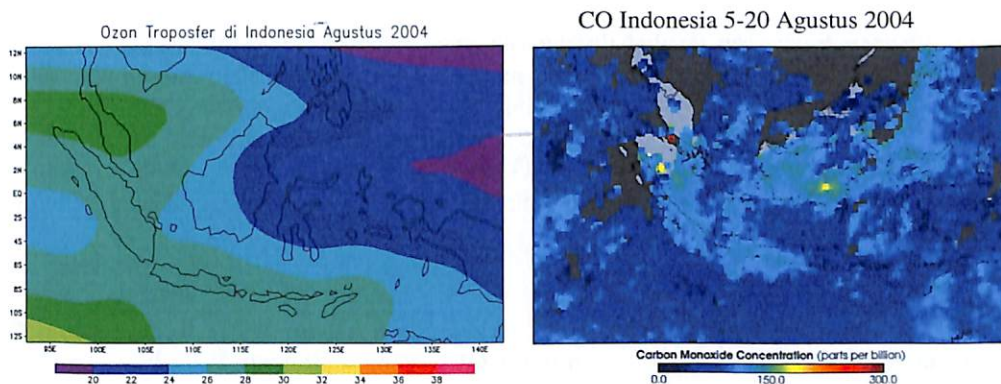 Ozon Troposfer di Indonesia Agustus 2004
12N
10N
8N
6N
4N
2N
EQ
2S
4S
6S
8S
10S
12S
95E
100E
105E
110E
115E
120E
125E
130E
135E
140E
20
22
24
26
28
30
32
34
36
38
CO Indonesia 5-20 Agustus 2004
Carbon Monoxide Concentration (parts per billion)
0.0
150.0
300.0